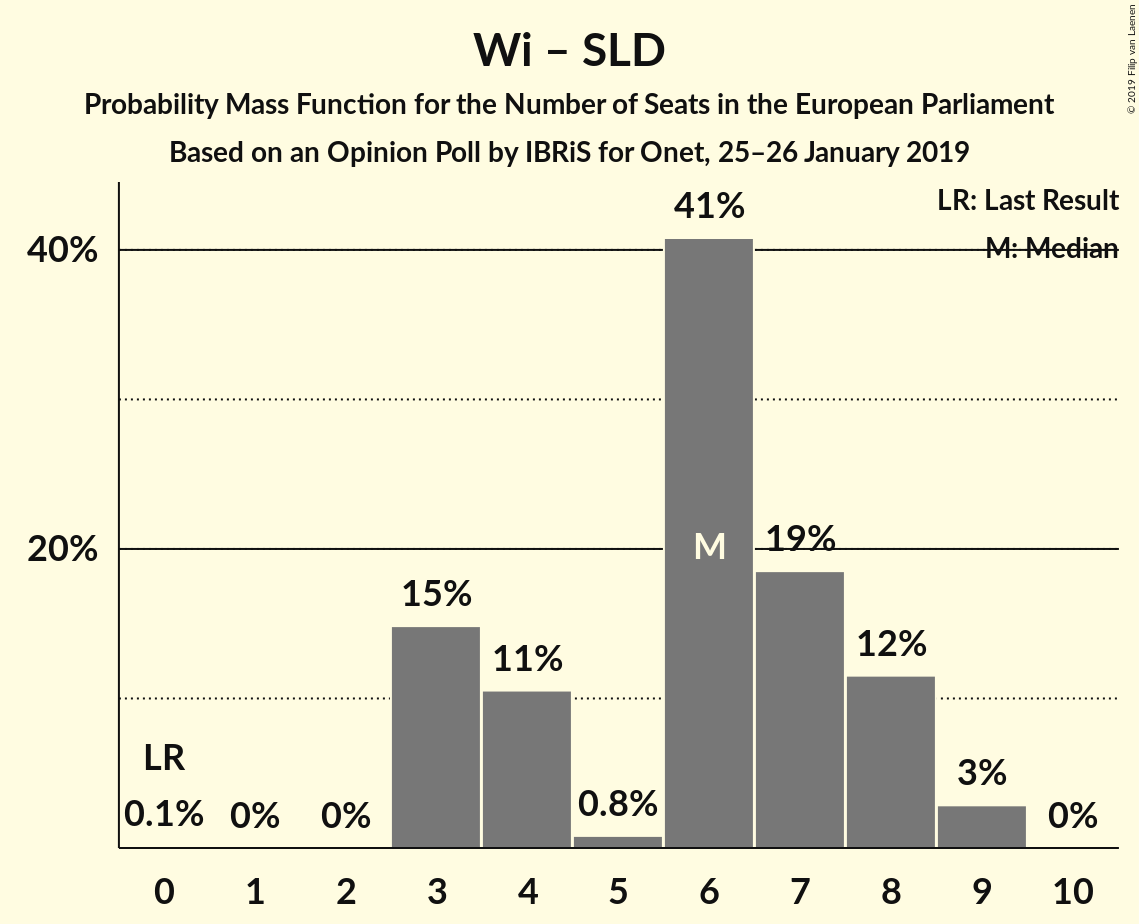 Wi – SLD
Probability Mass Function for the Number of Seats in the European Parliament
Based on an Opinion Poll by IBRiS for Onet, 25–26 January 2019
© 2019 Filip van Laenen
LR: Last Result
M: Median
40%
20%
41%
M
19%
15%
11%
12%
LR
0.1%
0%
0%
0.8%
3%
0%
0 1 2 3 4 5 6 7 8 9 10